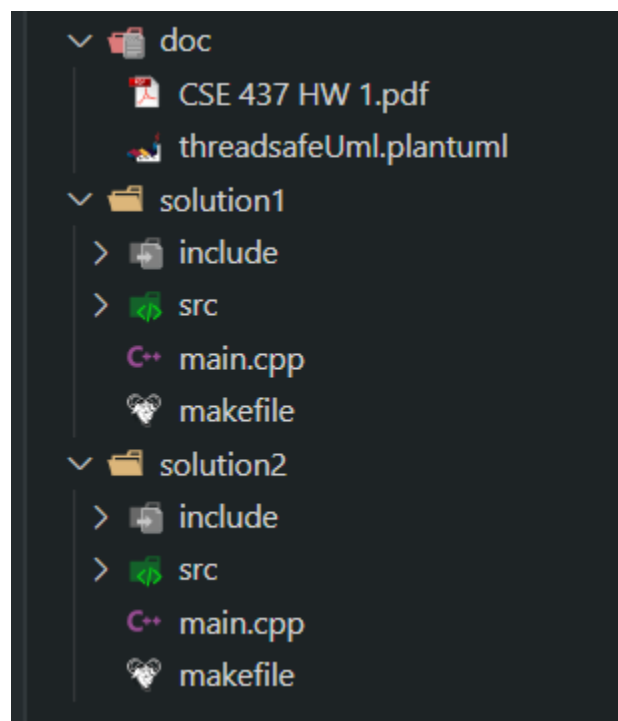 doc
CSE 437 HW 1.pdf
threadsafeUml.plantuml
solution1
include
src
C++ main.cpp
makefile
solution2
include
src
C++ main.cpp
makefile